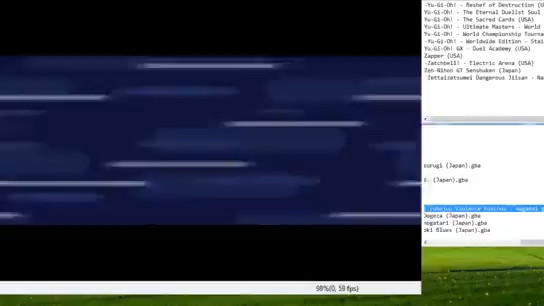 -Yu-Gi-Oh! - Reshef of Destruction (U
Yu-Gi-Oh! - The Eternal Duelist Soul
Yu-Gi-Oh! - The Sacred Cards (USA)
Yu-Gi-Oh! - Ultimate Masters - World
Yu-Gi-Oh! - World Championship Tourna
-Yu-Gi-Oh! - Worldwide Edition - Stai
Yu-Gi-Oh! GX - Duel Academy (USA)
Zapper (USA)
-Zatchbell! - Electric Arena (USA)
Zen-Nihon GT Senshuken (Japan)
Zettaizetsumei Dangerous Jiisan - Na
surugi (Japan).gba
(Japan).gba
(Japan).gba
mogatari (Japan).gba
oki Blues (Japan).gba
98%(0, 59 fps)